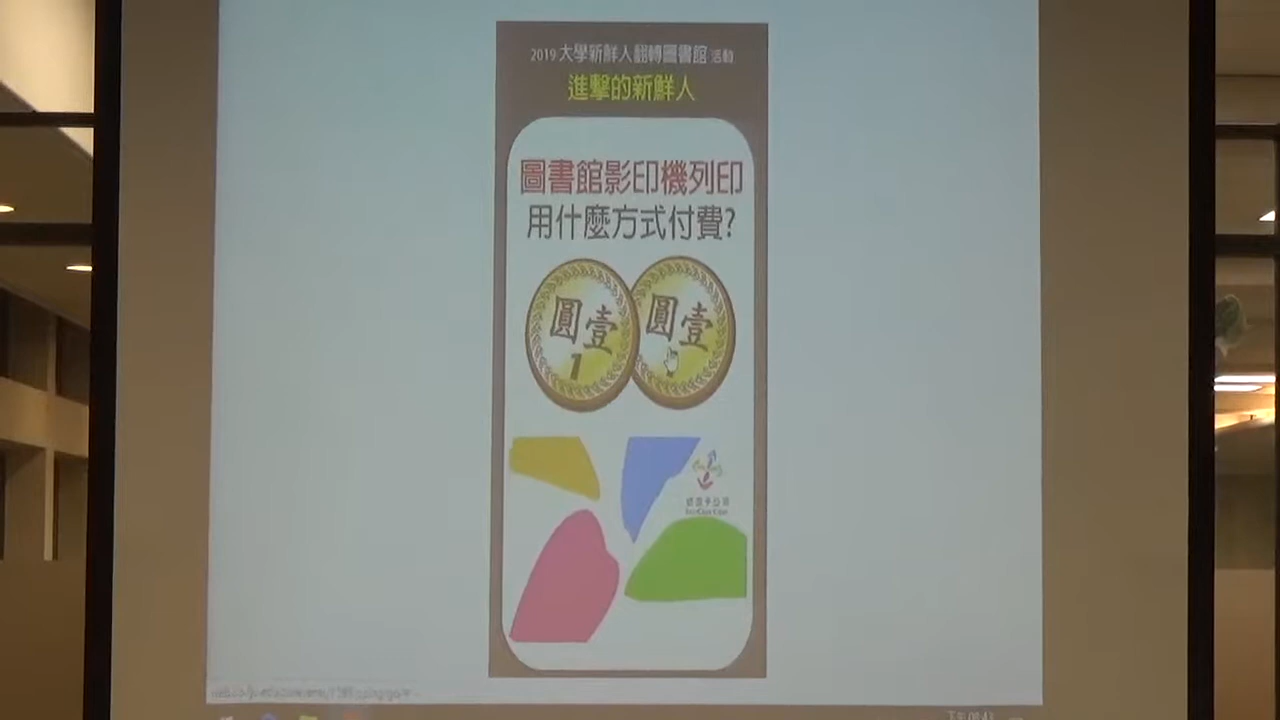 2019 大學新鮮人翻轉圖書館 活動
進擊的新鮮人
圖書館影印機列印
用什麼方式付費?
圓壹
1
圓壹